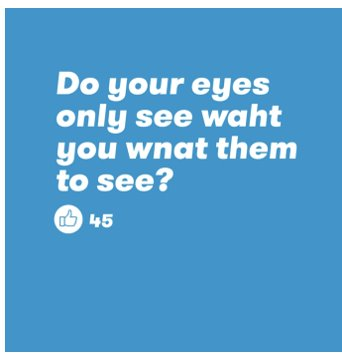 Do your eyes
only see waht
you wnat them
to see?
45